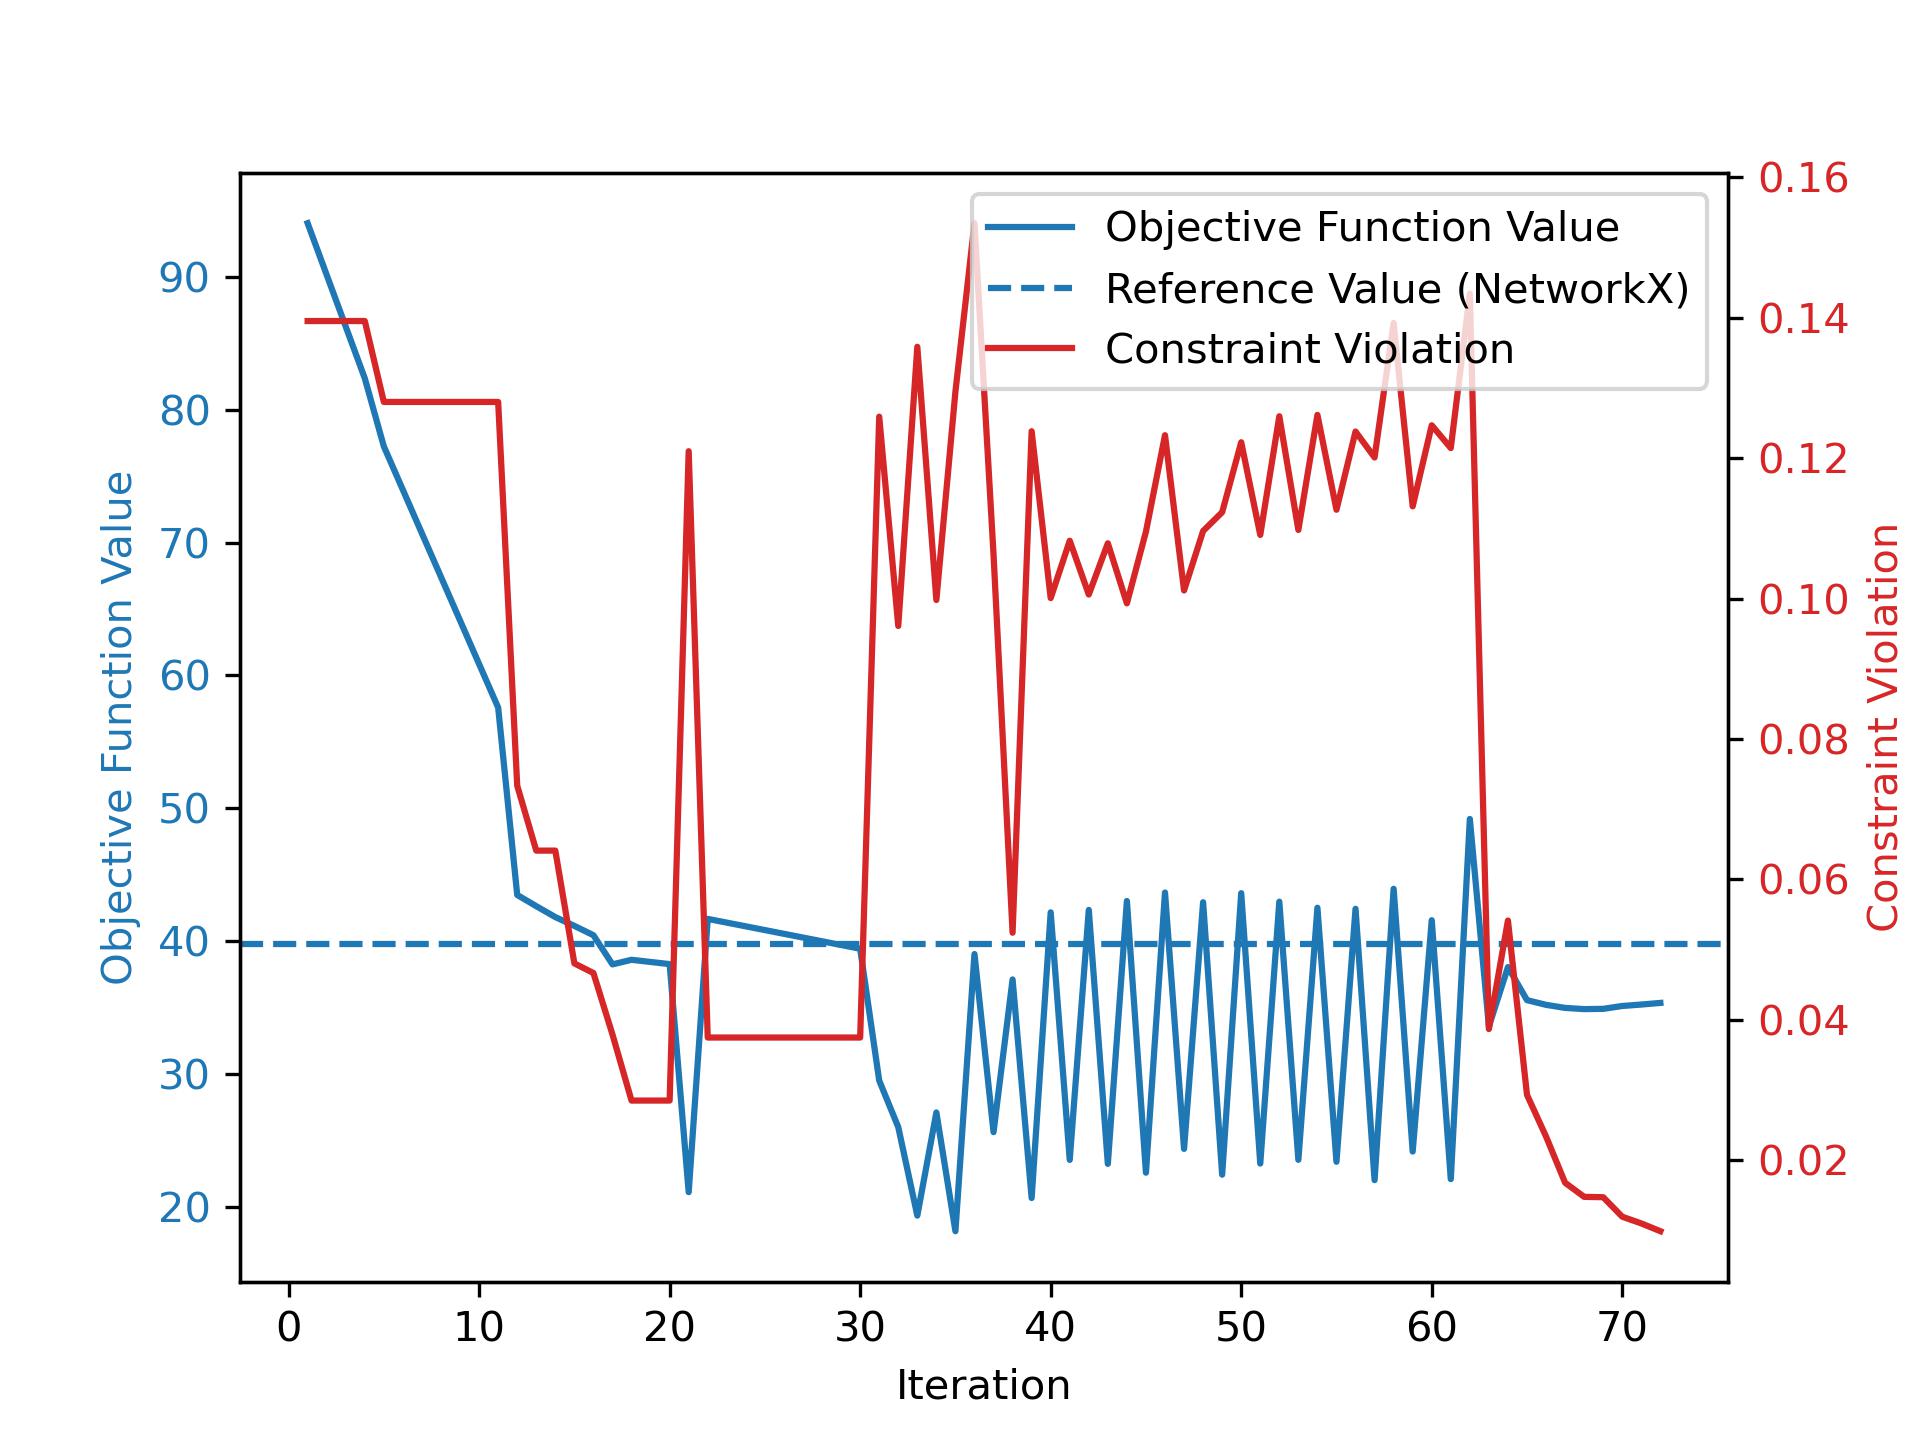 Objective Function Value
Reference Value (NetworkX)
Constraint Violation
90
80
70
60
50
40
30
20
Objective Function Value
0.16
0.14
0.12
0.10
0.08
0.06
0.04
0.02
Constraint Violation
0 10 20 30 40 50 60 70
Iteration